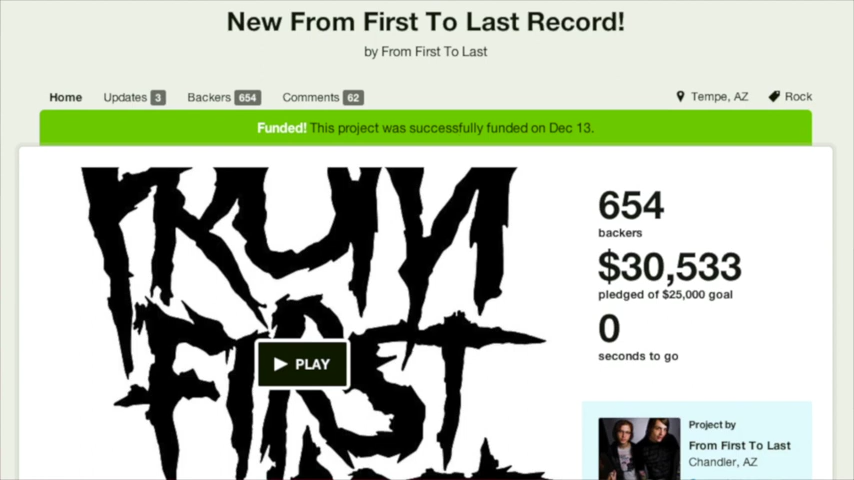 New From First To Last Record!
by From First To Last
Home Updates 3 Backers 654 Comments 62 Tempe, AZ Rock
Funded! This project was successfully funded on Dec 13.
FROM
FIRST
PLAY
654
backers
$30,533
pledged of $25,000 goal
0
seconds to go
Project by
From First To Last
Chandler, AZ